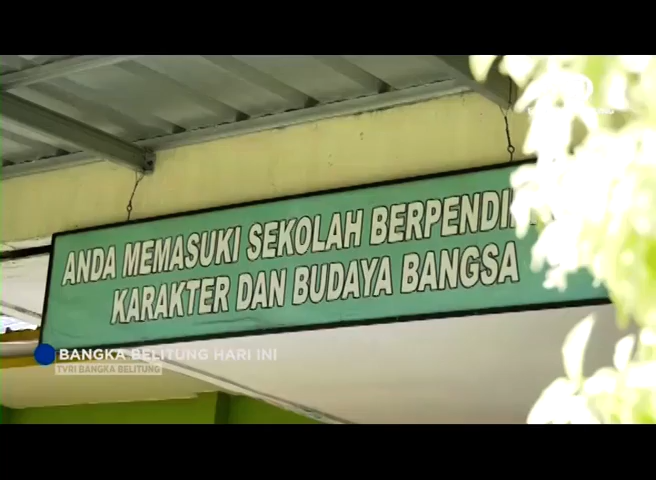 ANDA MEMASUKI SEKOLAH BERPENDI
KARAKTER DAN BUDAYA BANGSA
BANGKA BELITUNG HARI INI
TVRI BANGKA BELITUNG